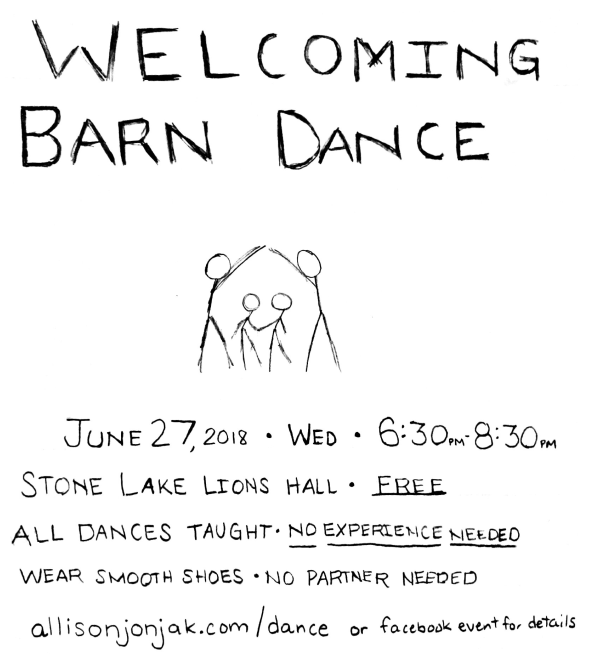 WELCOMING
BARN DANCE
JUNE 27, 2018 • WED • 6:30PM-8:30PM
STONE LAKE LIONS HALL • FREE
ALL DANCES TAUGHT • NO EXPERIENCE NEEDED
WEAR SMOOTH SHOES • NO PARTNER NEEDED
allisonjonjak.com/dance or facebook event for details